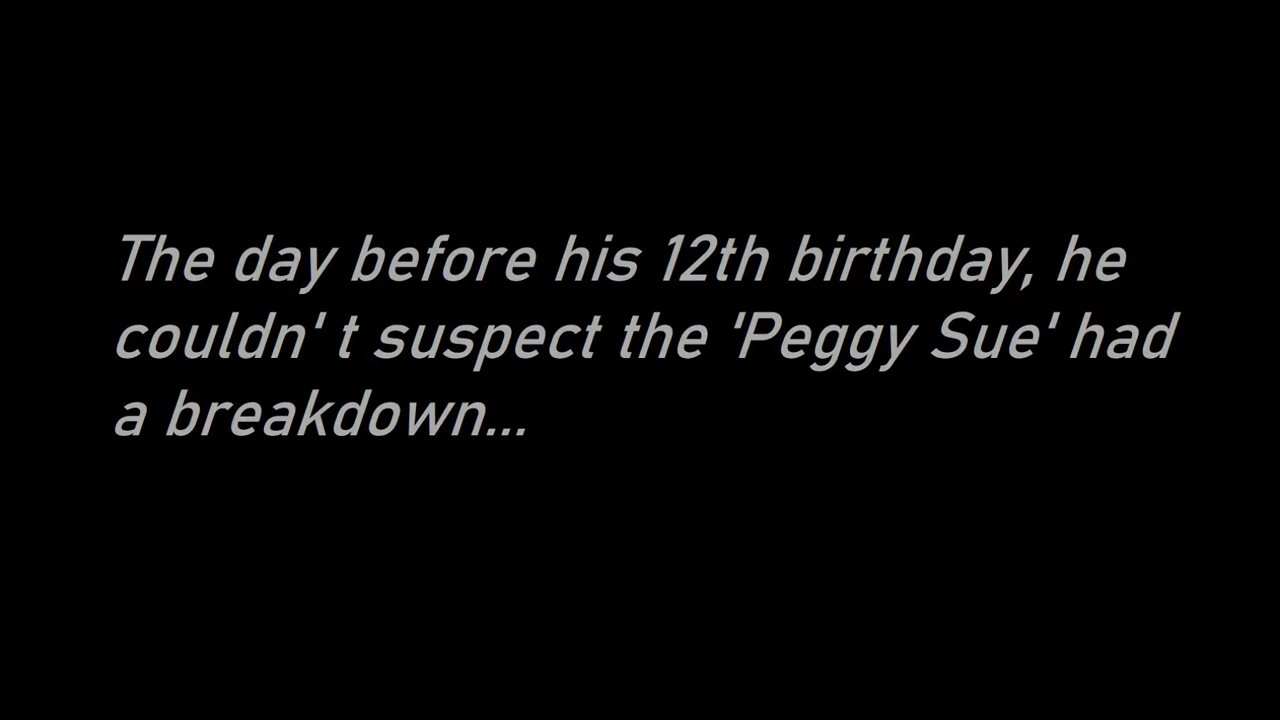 The day before his 12th birthday, he
couldn' t suspect the 'Peggy Sue' had
a breakdown...